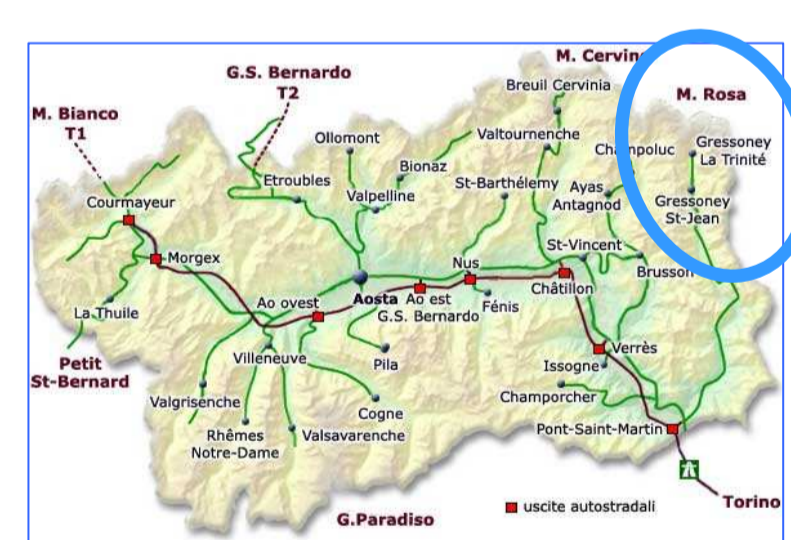 M. Cervino
G.S. Bernardo
T2
M. Rosa
Breuil Cervinia
M. Bianco
T1
Ollomont
Valtournenche
Champoluc
Gressoney
La Trinité
Bionaz
Etroubles
St-Barthélemy
Ayas
Antagnod
Valpelline
Courmayeur
Gressoney
St-Jean
St-Vincent
Morgex
Nus
Brusson
Châtillon
Aosta
Ao est
G.S. Bernardo
Fénis
Ao ovest
La Thuile
Verrès
Villeneuve
Pila
Issogne
Petit
St-Bernard
Valgrisenche
Champorcher
Cogne
Rhêmes
Notre-Dame
Valsavarenche
Pont-Saint-Martin
Torino
uscite autostradali
G.Paradiso